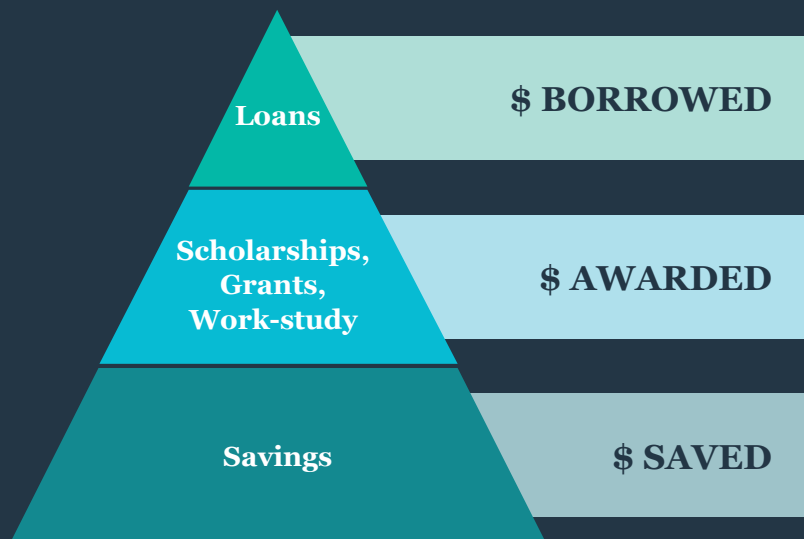 Loans
$ BORROWED
Scholarships,
Grants,
Work-study
$ AWARDED
Savings
$ SAVED